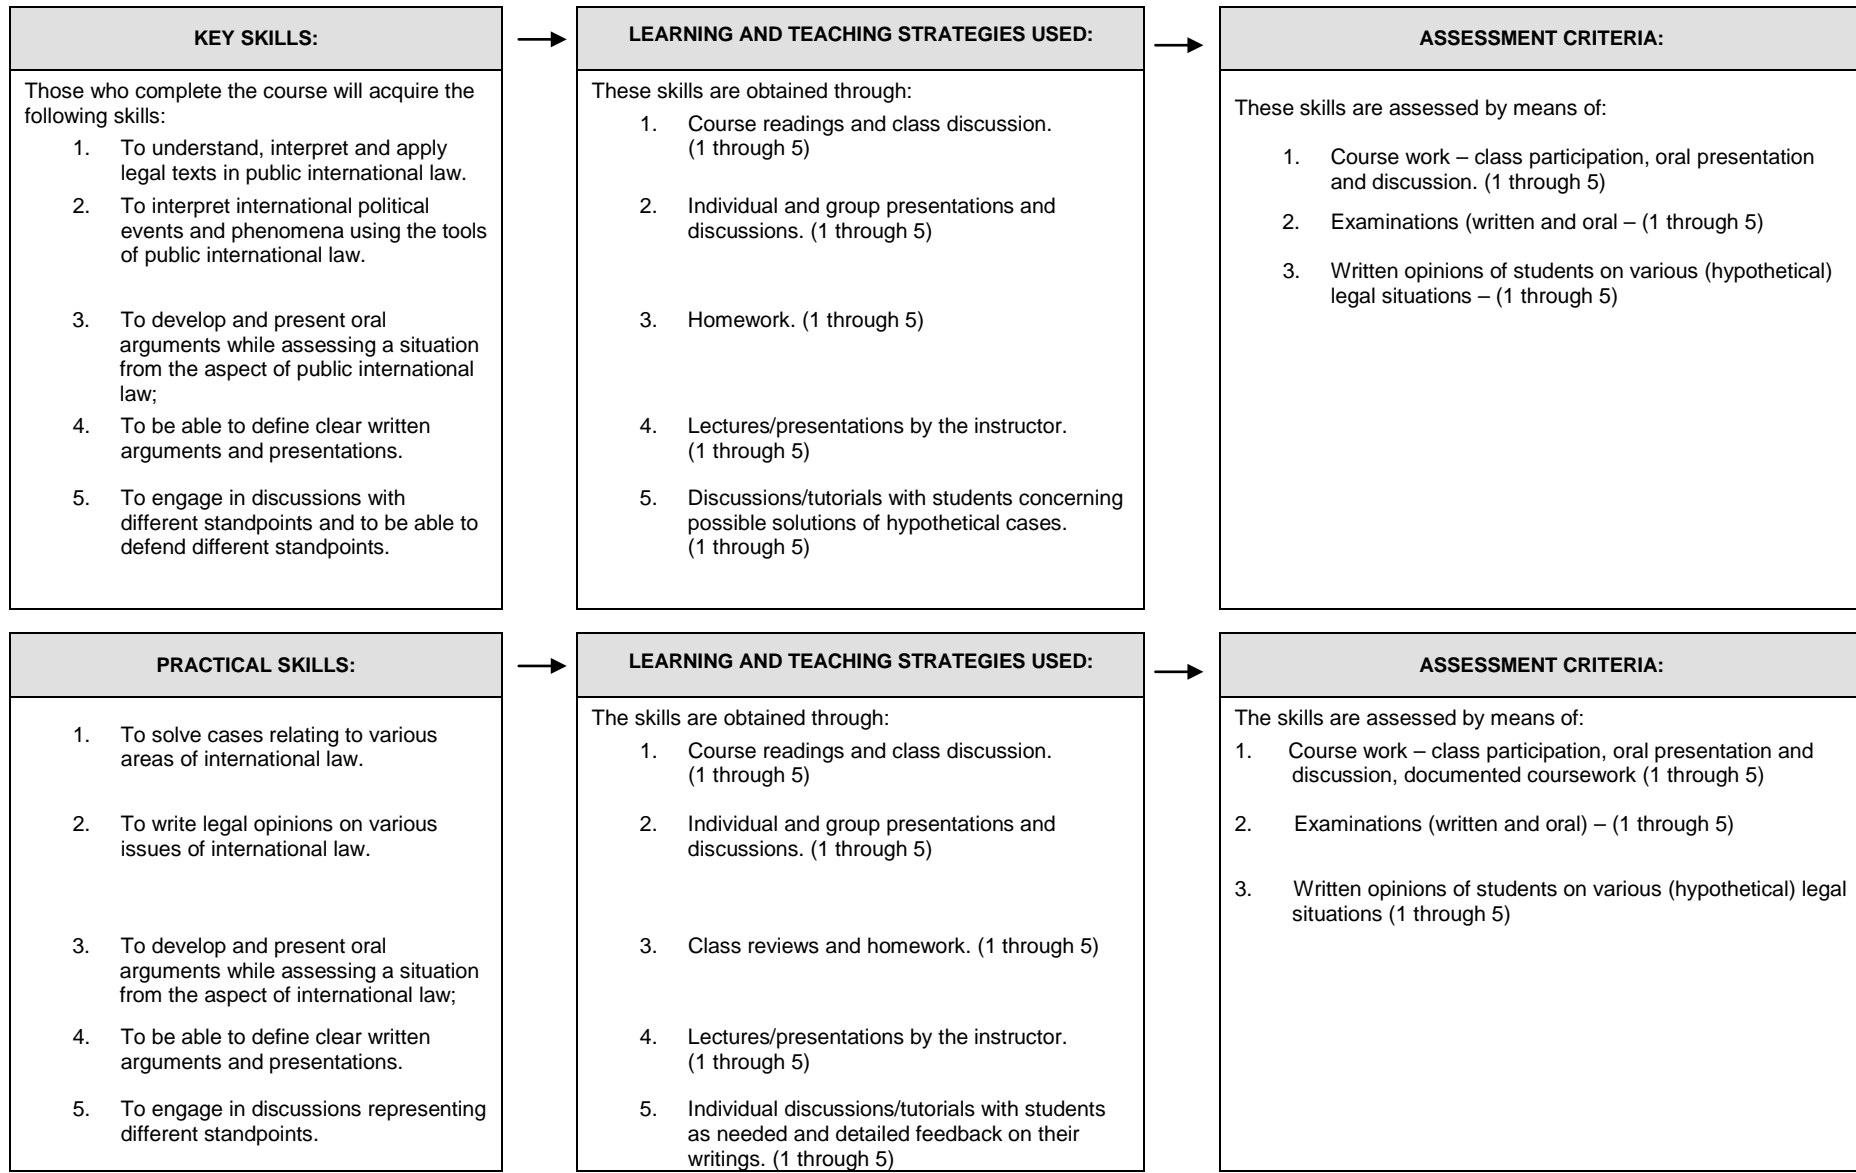 KEY SKILLS:
Those who complete the course will acquire the
following skills:
1. To understand, interpret and apply
legal texts in public international law.
2. To interpret international political
events and phenomena using the tools
of public international law.
3. To develop and present oral
arguments while assessing a situation
from the aspect of public international
law;
4. To be able to define clear written
arguments and presentations.
5. To engage in discussions with
different standpoints and to be able to
defend different standpoints.
LEARNING AND TEACHING STRATEGIES USED:
These skills are obtained through:
1. Course readings and class discussion.
(1 through 5)
2. Individual and group presentations and
discussions. (1 through 5)
3. Homework. (1 through 5)
4. Lectures/presentations by the instructor.
(1 through 5)
5. Discussions/tutorials with students concerning
possible solutions of hypothetical cases.
(1 through 5)
ASSESSMENT CRITERIA:
These skills are assessed by means of:
1. Course work – class participation, oral presentation
and discussion. (1 through 5)
2. Examinations (written and oral – (1 through 5)
3. Written opinions of students on various (hypothetical)
legal situations – (1 through 5)
PRACTICAL SKILLS:
1. To solve cases relating to various
areas of international law.
2. To write legal opinions on various
issues of international law.
3. To develop and present oral
arguments while assessing a situation
from the aspect of international law;
4. To be able to define clear written
arguments and presentations.
5. To engage in discussions representing
different standpoints.
LEARNING AND TEACHING STRATEGIES USED:
The skills are obtained through:
1. Course readings and class discussion.
(1 through 5)
2. Individual and group presentations and
discussions. (1 through 5)
3. Class reviews and homework. (1 through 5)
4. Lectures/presentations by the instructor.
(1 through 5)
5. Individual discussions/tutorials with students
as needed and detailed feedback on their
writings. (1 through 5)
ASSESSMENT CRITERIA:
The skills are assessed by means of:
1. Course work – class participation, oral presentation and
discussion, documented coursework (1 through 5)
2. Examinations (written and oral) – (1 through 5)
3. Written opinions of students on various (hypothetical) legal
situations (1 through 5)